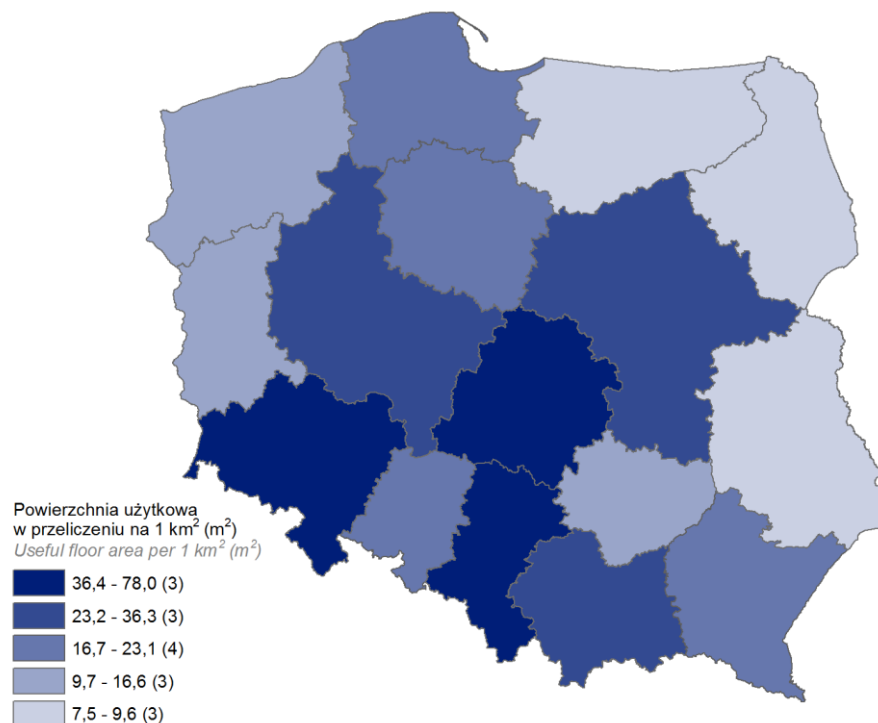 Powierzchnia użytkowa
w przeliczeniu na 1 km² (m²)
Useful floor area per 1 km² (m²)
36,4 - 78,0 (3)
23,2 - 36,3 (3)
16,7 - 23,1 (4)
9,7 - 16,6 (3)
7,5 - 9,6 (3)